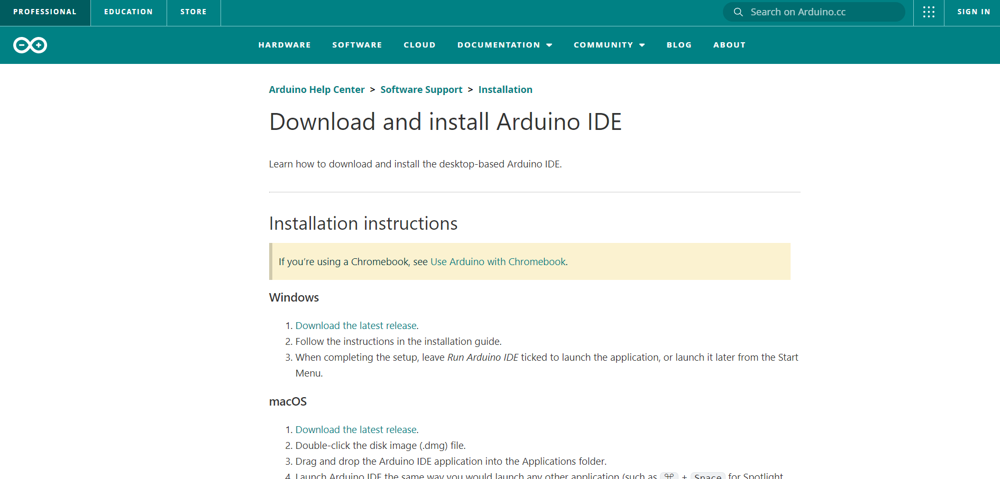 PROFESSIONAL EDUCATION STORE Search on Arduino.cc SIGN IN
HARDWARE SOFTWARE CLOUD DOCUMENTATION COMMUNITY BLOG ABOUT
Arduino Help Center > Software Support > Installation
Download and install Arduino IDE
Learn how to download and install the desktop-based Arduino IDE.
Installation instructions
If you’re using a Chromebook, see Use Arduino with Chromebook.
Windows
1. Download the latest release.
2. Follow the instructions in the installation guide.
3. When completing the setup, leave Run Arduino IDE ticked to launch the application, or launch it later from the Start
Menu.
macOS
1. Download the latest release.
2. Double-click the disk image (.dmg) file.
3. Drag and drop the Arduino IDE application into the Applications folder.
4. Launch Arduino IDE the same way you would launch any other application (such as ⌘ + Space for Spotlight